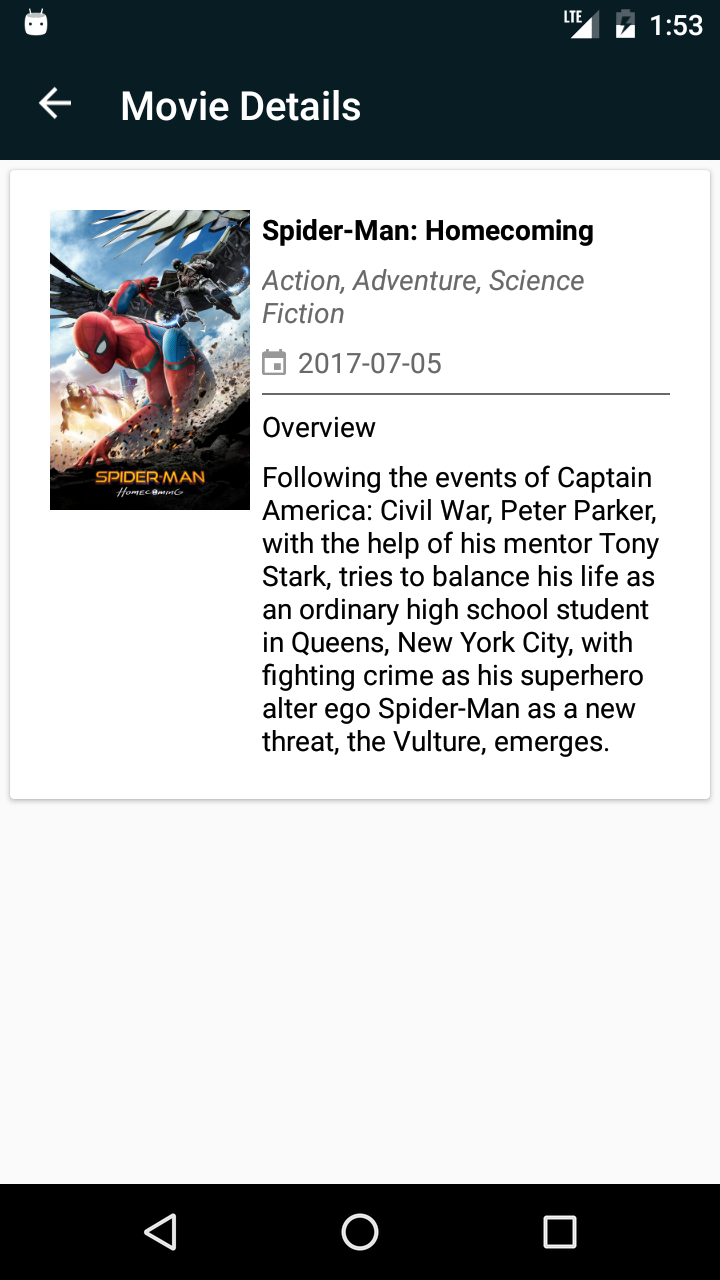 LTE 1:53
Movie Details
Spider-Man: Homecoming
Action, Adventure, Science
Fiction
2017-07-05
Overview
Following the events of Captain
America: Civil War, Peter Parker,
with the help of his mentor Tony
Stark, tries to balance his life as
an ordinary high school student
in Queens, New York City, with
fighting crime as his superhero
alter ego Spider-Man as a new
threat, the Vulture, emerges.
SPIDER-MAN
HOMECOMING